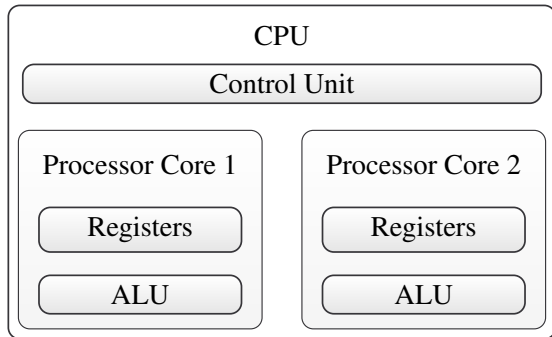 CPU
Control Unit
Processor Core 1
Registers
ALU
Processor Core 2
Registers
ALU